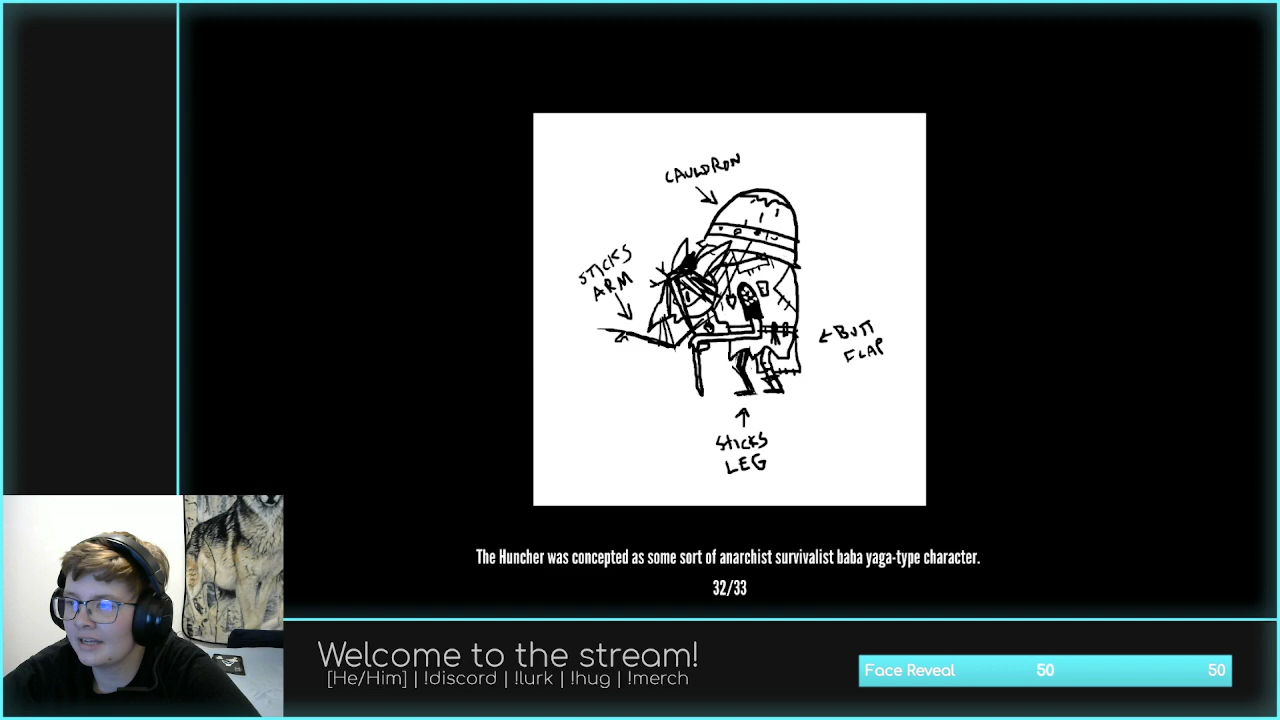 CAULDRON
STICKS
ARM
BUTT
FLAP
STICKS
LEG
The Huncher was concepted as some sort of anarchist survivalist baba yaga-type character.
32/33
Welcome to the stream!
[He/Him] | !discord | !lurk | !hug | !merch
Face Reveal 50 50